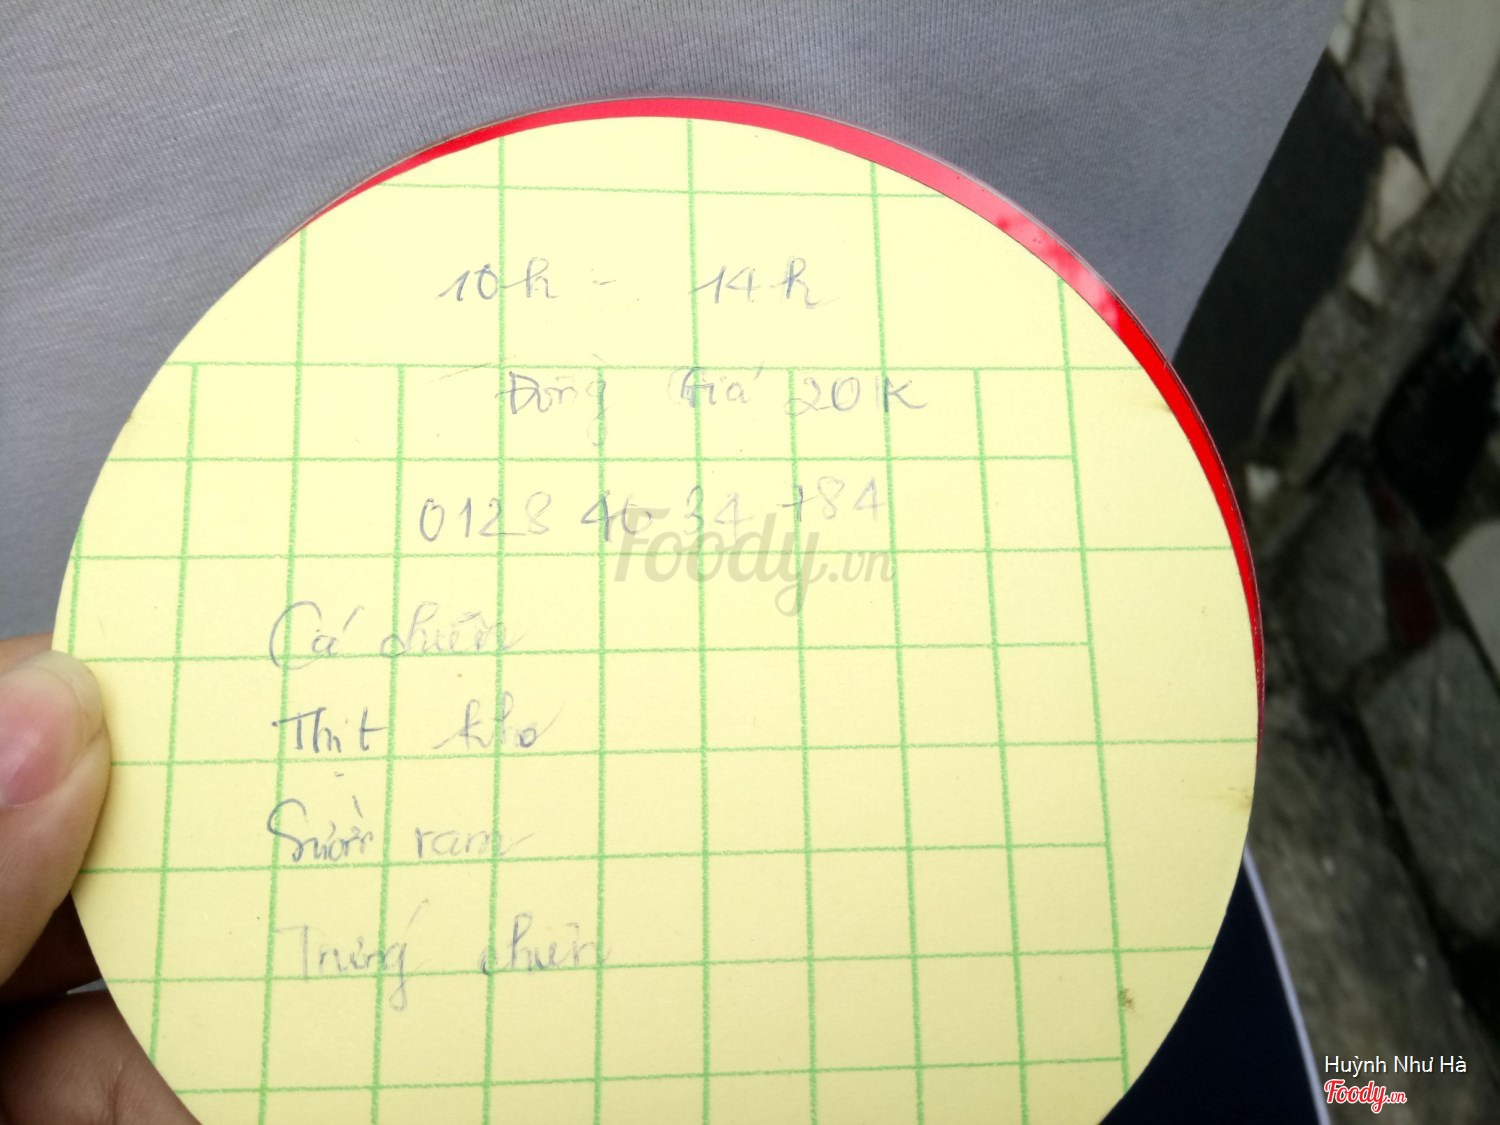 10h - 14h
Đồng Giá 20K
0128 46 34 784
Foody.vn
Cá chiên
Thịt kho
Sườn ram
Trứng chiên
Huỳnh Như Hà
Foody.vn